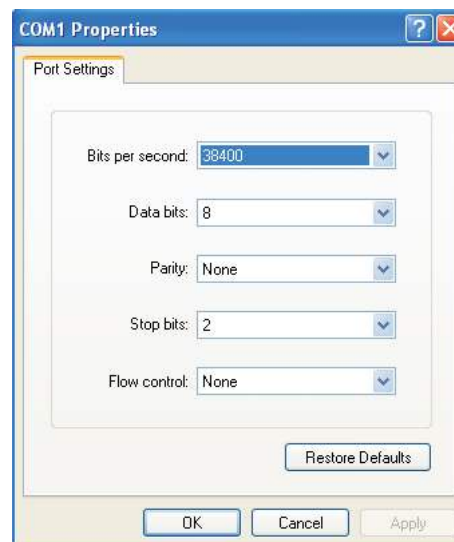 COM1 Properties
Port Settings
Bits per second: 38400
Data bits: 8
Parity: None
Stop bits: 2
Flow control: None
Restore Defaults
OK Cancel Apply